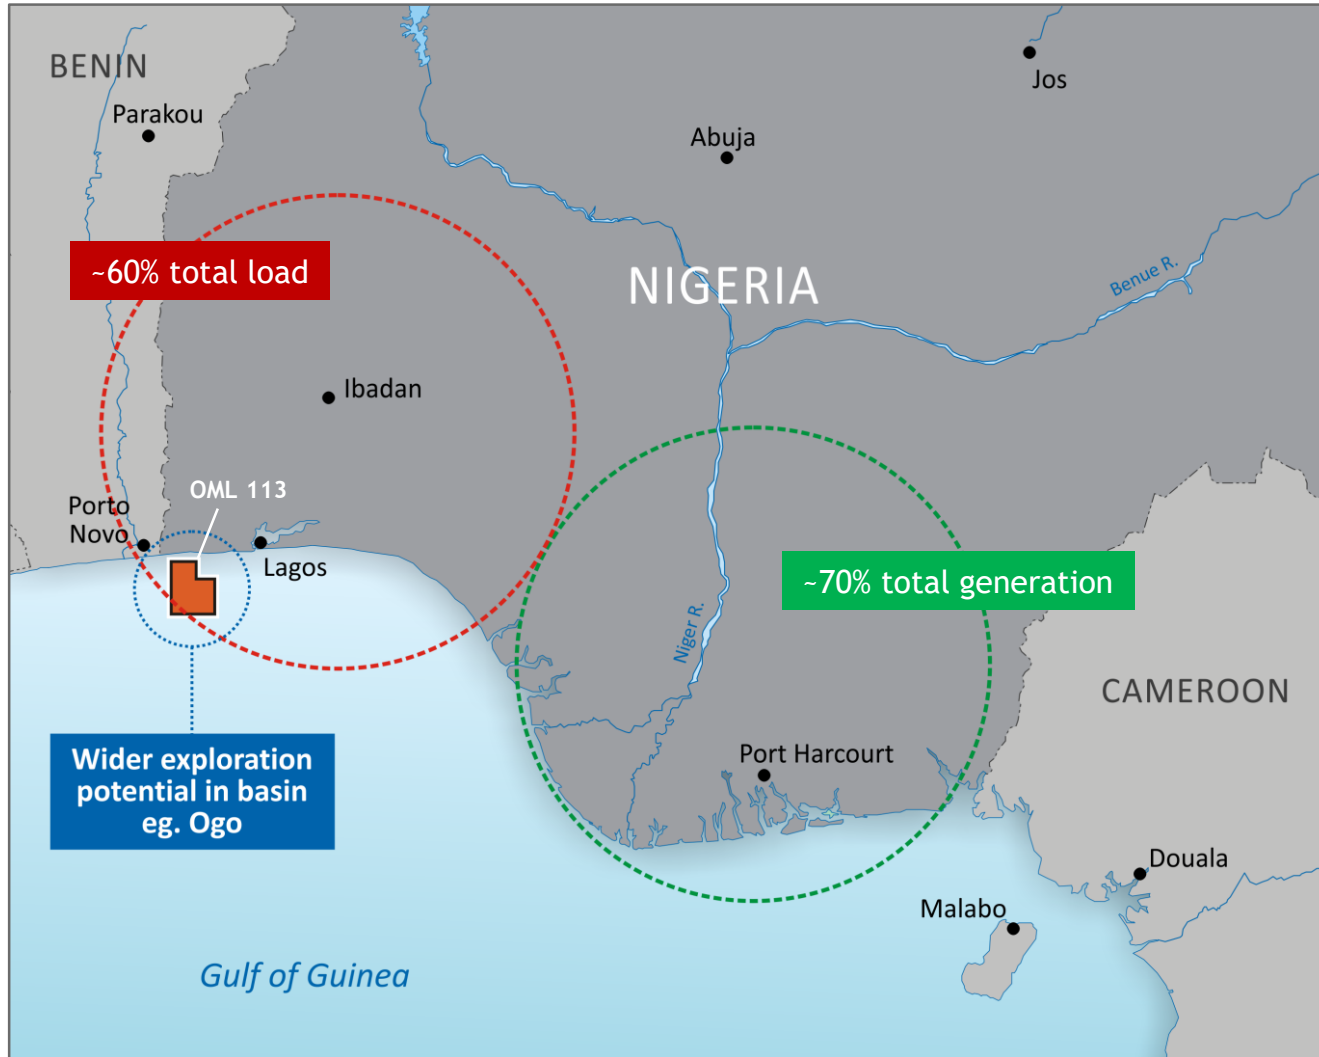 BENIN
Parakou
Jos
Abuja
~60% total load
NIGERIA
Benue R.
Ibadan
OML 113
Porto
Novo
Lagos
~70% total generation
Niger R.
CAMEROON
Wider exploration
potential in basin
eg. Ogo
Port Harcourt
Douala
Malabo
Gulf of Guinea